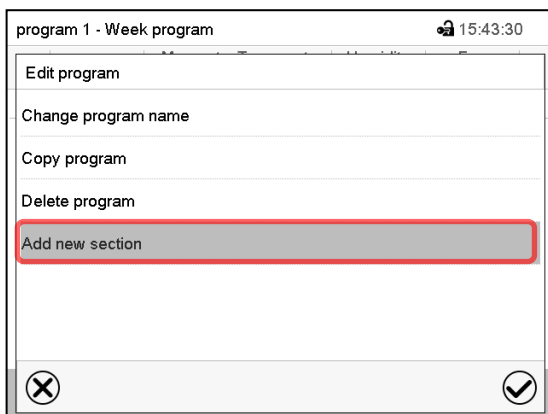 program 1 - Week program 15:43:30
Edit program
Change program name
Copy program
Delete program
Add new section